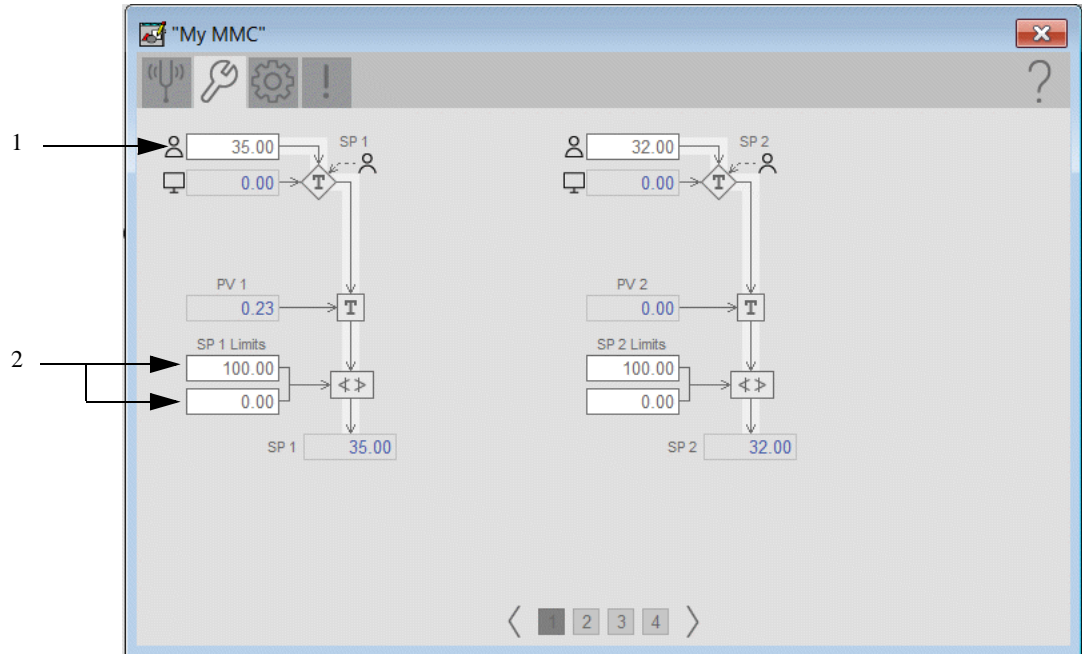 "My MMC"
1
35.00
SP 1
32.00
SP 2
0.00
T
0.00
T
PV 1
PV 2
0.23
T
0.00
T
SP 1 Limits
SP 2 Limits
2
100.00
100.00
0.00
0.00
SP 1
35.00
SP 2
32.00
1 2 3 4